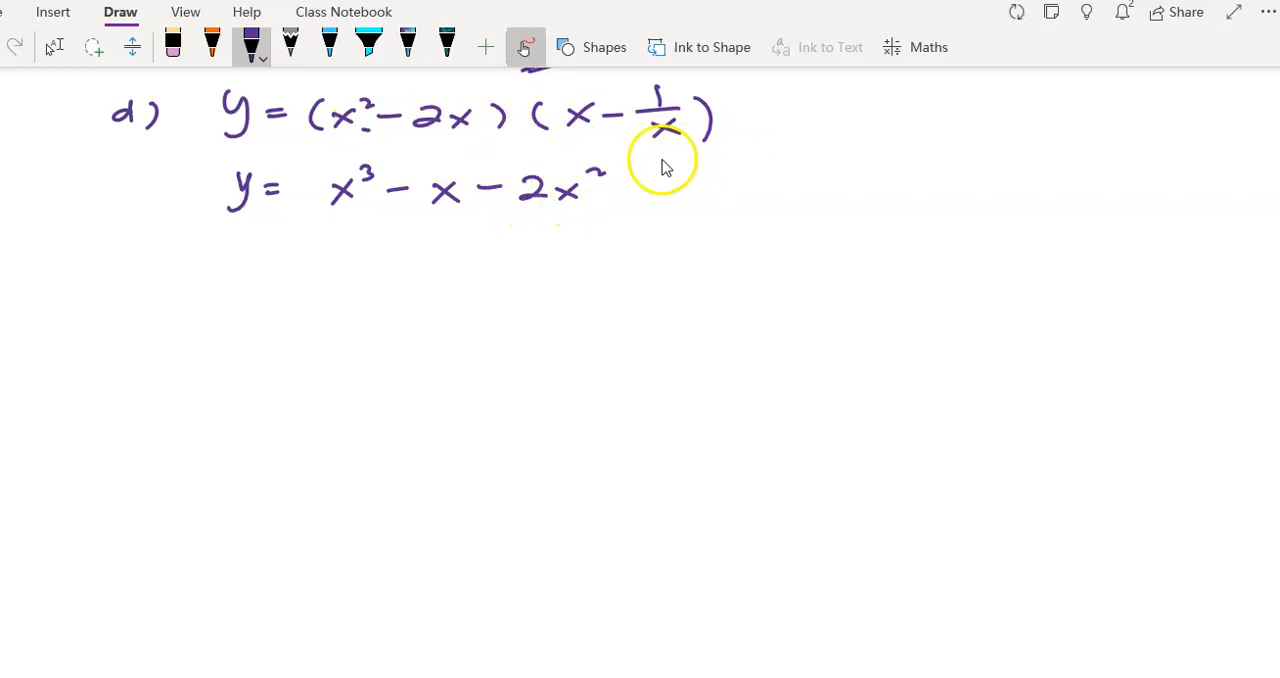 Insert Draw View Help Class Notebook 2 Share
Shapes Ink to Shape Ink to Text Maths
d) y = (x² - 2x) (x - 1/x)
y = x³ - x - 2x²